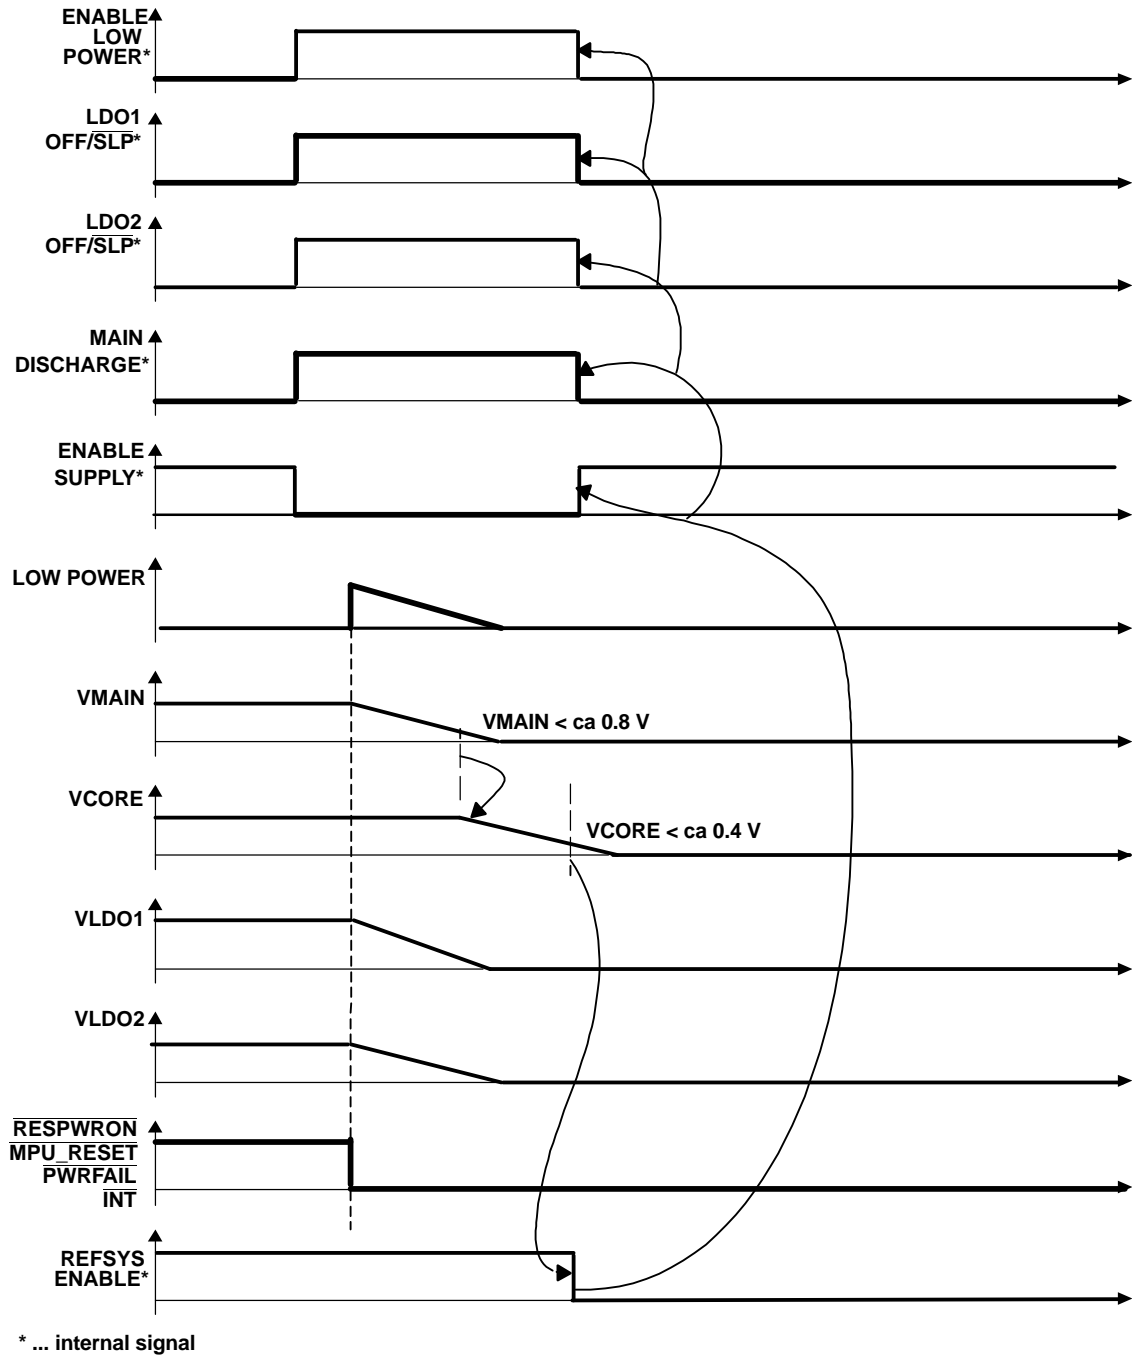 ENABLE
LOW
POWER*
LDO1
OFF/SLP*
LDO2
OFF/SLP*
MAIN
DISCHARGE*
ENABLE
SUPPLY*
LOW POWER
VMAIN
VMAIN < ca 0.8 V
VCORE
VCORE < ca 0.4 V
VLDO1
VLDO2
RESPWRON
MPU_RESET
PWRFAIL
INT
REFSYS
ENABLE*
* ... internal signal